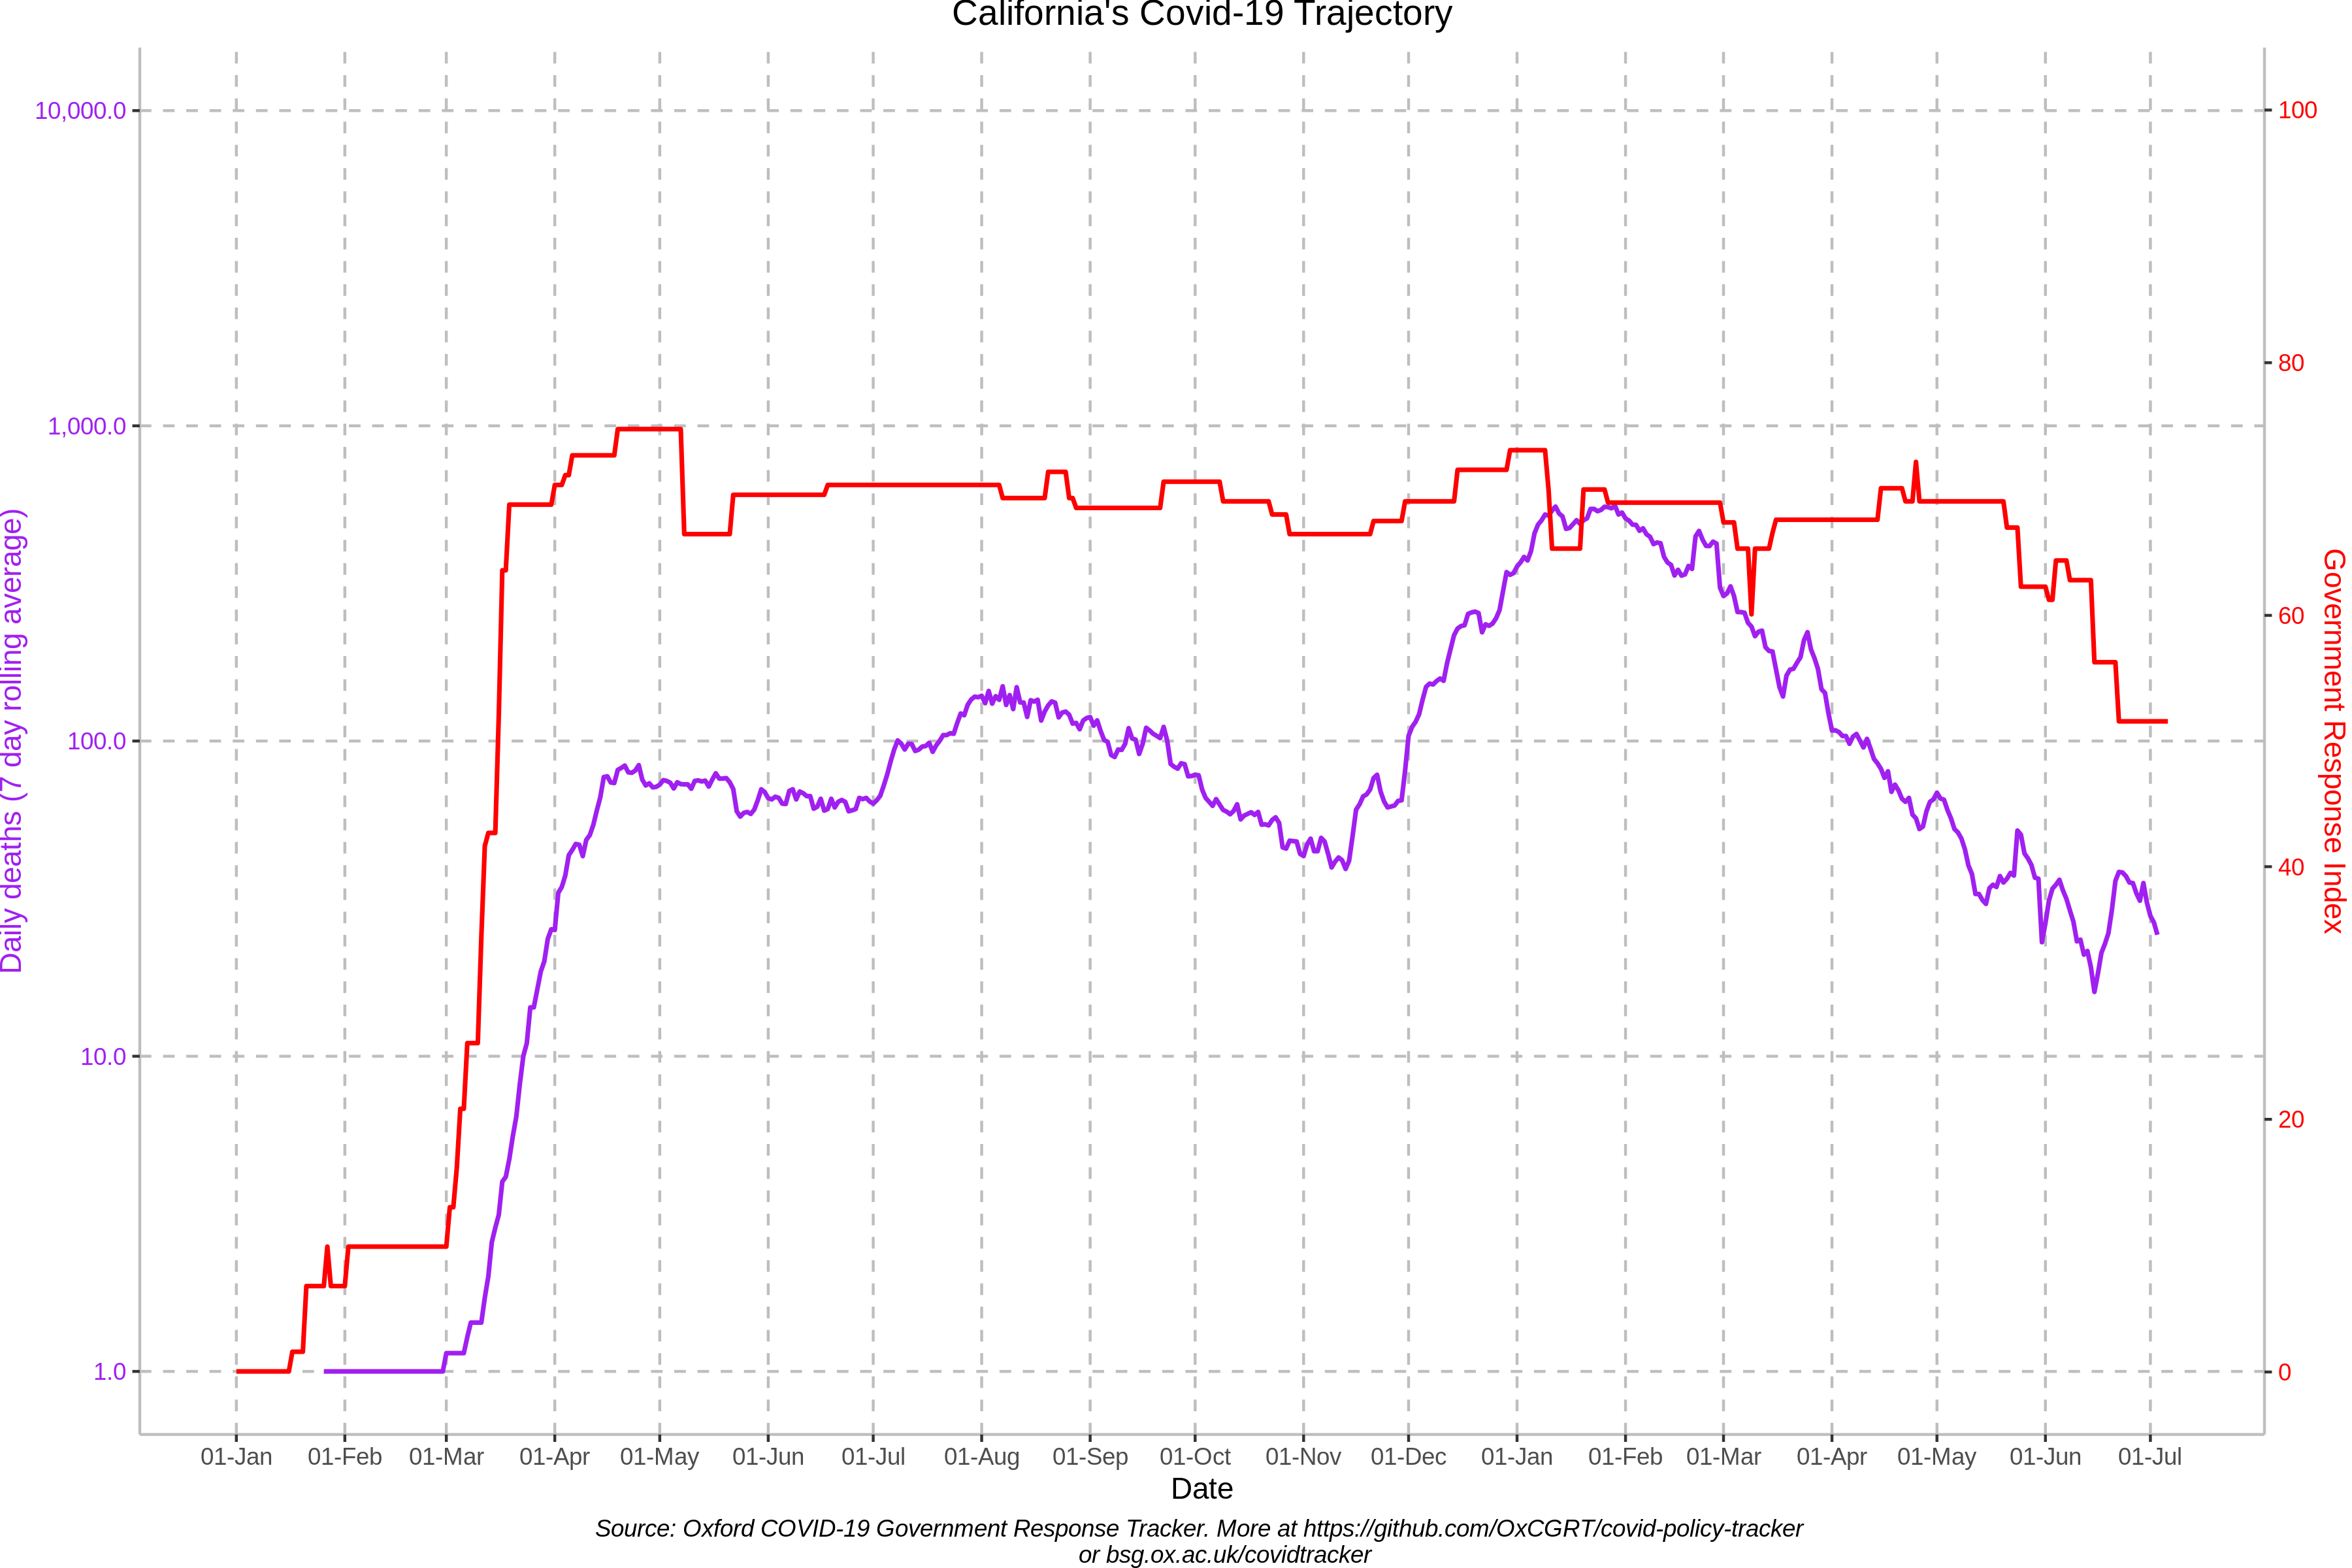 California's Covid-19 Trajectory
10,000.0
1,000.0
100.0
10.0
1.0
Daily deaths (7 day rolling average)
100
80
60
40
20
0
Government Response Index
01-Jan 01-Feb 01-Mar 01-Apr 01-May 01-Jun 01-Jul 01-Aug 01-Sep 01-Oct 01-Nov 01-Dec 01-Jan 01-Feb 01-Mar 01-Apr 01-May 01-Jun 01-Jul
Date
Source: Oxford COVID-19 Government Response Tracker. More at https://github.com/OxCGRT/covid-policy-tracker
or bsg.ox.ac.uk/covidtracker